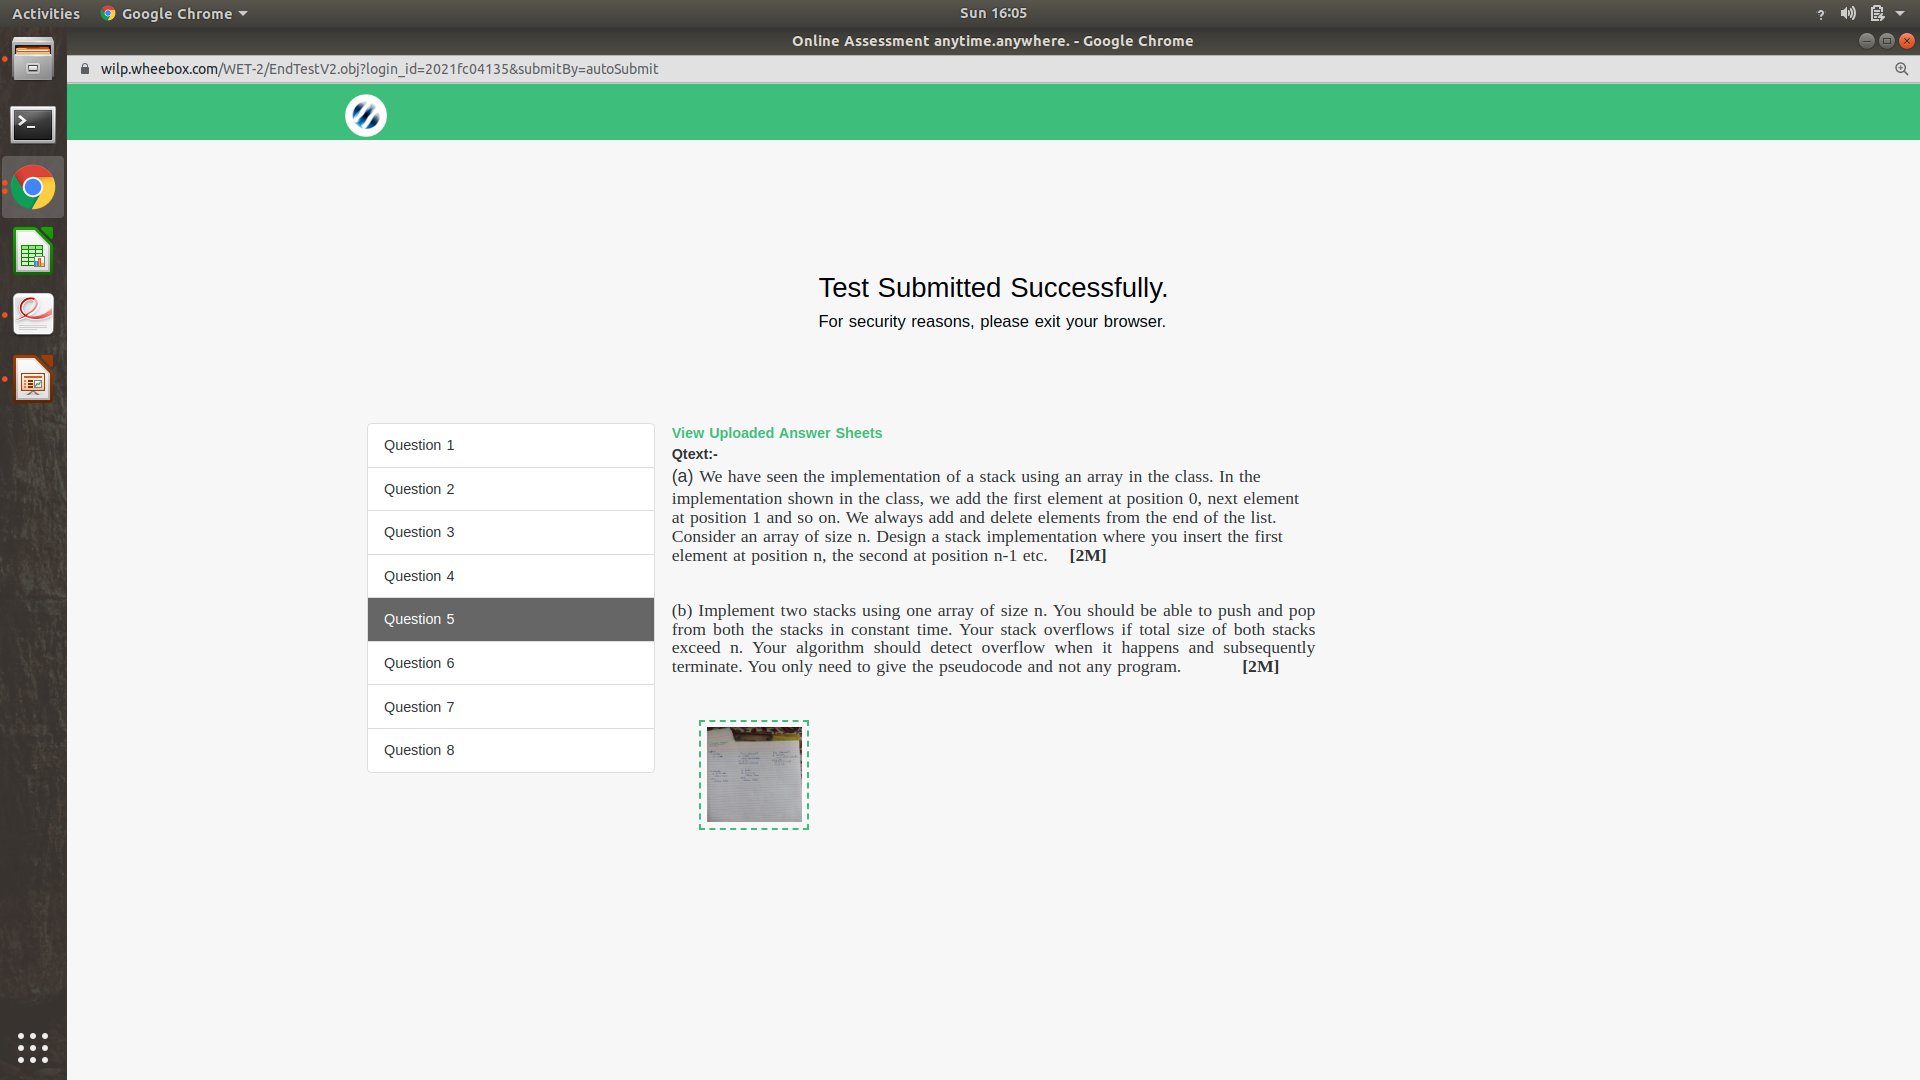 Activities
Google Chrome
Sun 16:05
?
Online Assessment anytime.anywhere. - Google Chrome
wilp.wheebox.com/WET-2/EndTestV2.obj?login_id=2021fc04135&submitBy=autoSubmit
Test Submitted Successfully.
For security reasons, please exit your browser.
Question 1
Question 2
Question 3
Question 4
Question 5
Question 6
Question 7
Question 8
View Uploaded Answer Sheets
Qtext:-
(a) We have seen the implementation of a stack using an array in the class. In the
implementation shown in the class, we add the first element at position 0, next element
at position 1 and so on. We always add and delete elements from the end of the list.
Consider an array of size n. Design a stack implementation where you insert the first
element at position n, the second at position n-1 etc. [2M]
(b) Implement two stacks using one array of size n. You should be able to push and pop
from both the stacks in constant time. Your stack overflows if total size of both stacks
exceed n. Your algorithm should detect overflow when it happens and subsequently
terminate. You only need to give the pseudocode and not any program. [2M]